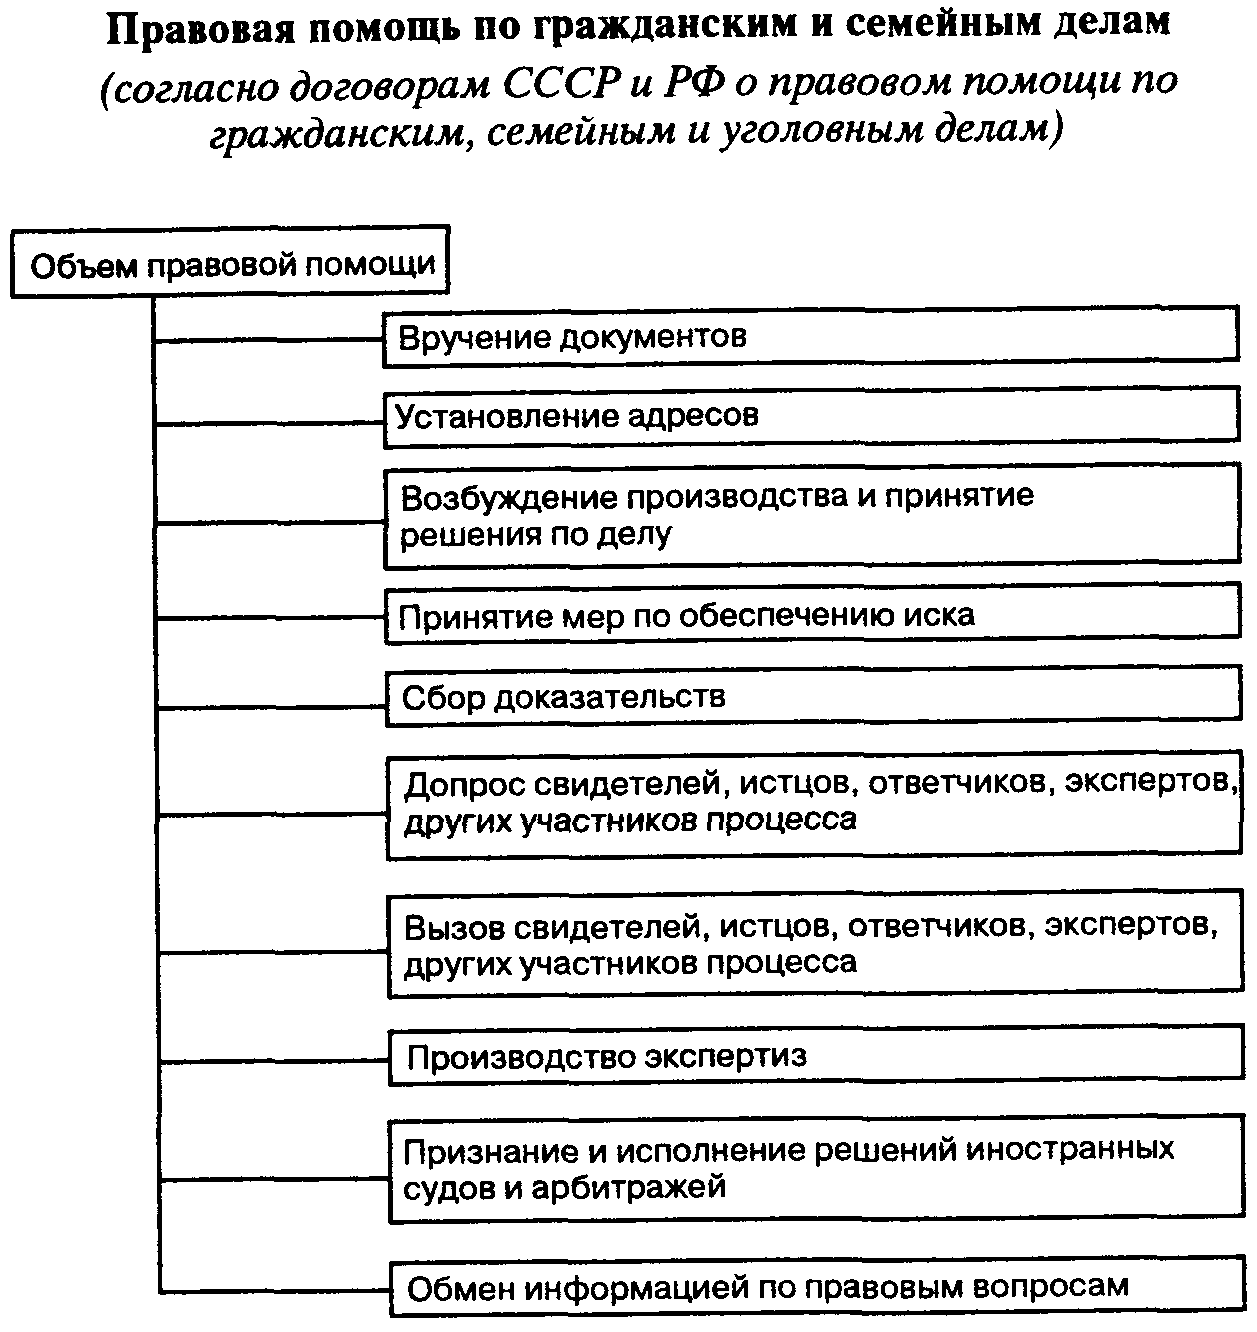 Правовая помощь по гражданским и семейным делам
(согласно договорам СССР и РФ о правовом помощи по
гражданским, семейным и уголовным делам)
Объем правовой помощи
Вручение документов
Установление адресов
Возбуждение производства и принятие
решения по делу
Принятие мер по обеспечению иска
Сбор доказательств
Допрос свидетелей, истцов, ответчиков, экспертов,
других участников процесса
Вызов свидетелей, истцов, ответчиков, экспертов,
других участников процесса
Производство экспертиз
Признание и исполнение решений иностранных
судов и арбитражей
Обмен информацией по правовым вопросам